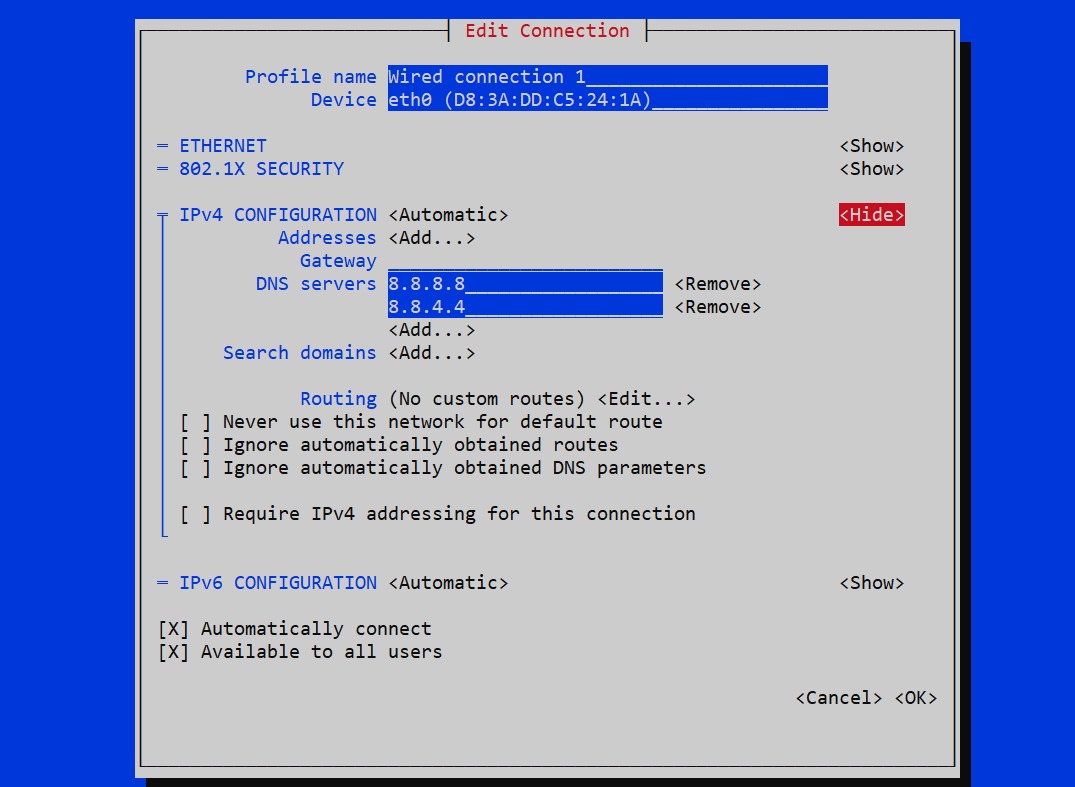 Edit Connection
Profile name Wired connection 1
Device eth0 (D8:3A:DD:C5:24:1A)
= ETHERNET <Show>
= 802.1X SECURITY <Show>
IPv4 CONFIGURATION <Automatic> <Hide>
Addresses <Add...>
Gateway
DNS servers 8.8.8.8 <Remove>
8.8.4.4 <Remove>
<Add...>
Search domains <Add...>
Routing (No custom routes) <Edit...>
[ ] Never use this network for default route
[ ] Ignore automatically obtained routes
[ ] Ignore automatically obtained DNS parameters
[ ] Require IPv4 addressing for this connection
= IPv6 CONFIGURATION <Automatic> <Show>
[X] Automatically connect
[X] Available to all users
<Cancel> <OK>